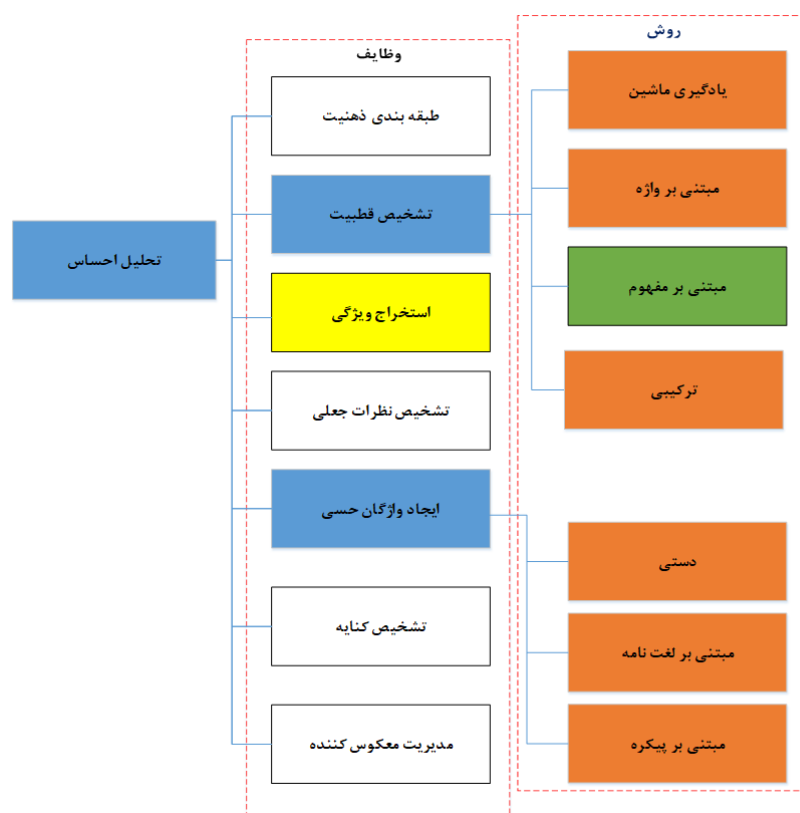 روش
وظایف
یادگیری ماشین
طبقه بندی ذهنیت
مبتنی بر واژه
تشخیص قطبیت
تحلیل احساس
مبتنی بر مفهوم
استخراج ویژگی
ترکیبی
تشخیص نظرات جعلی
ایجاد واژگان حسی
دستی
تشخیص کنایه
مبتنی بر لغت نامه
مدیریت معکوس کننده
مبتنی بر پیکره